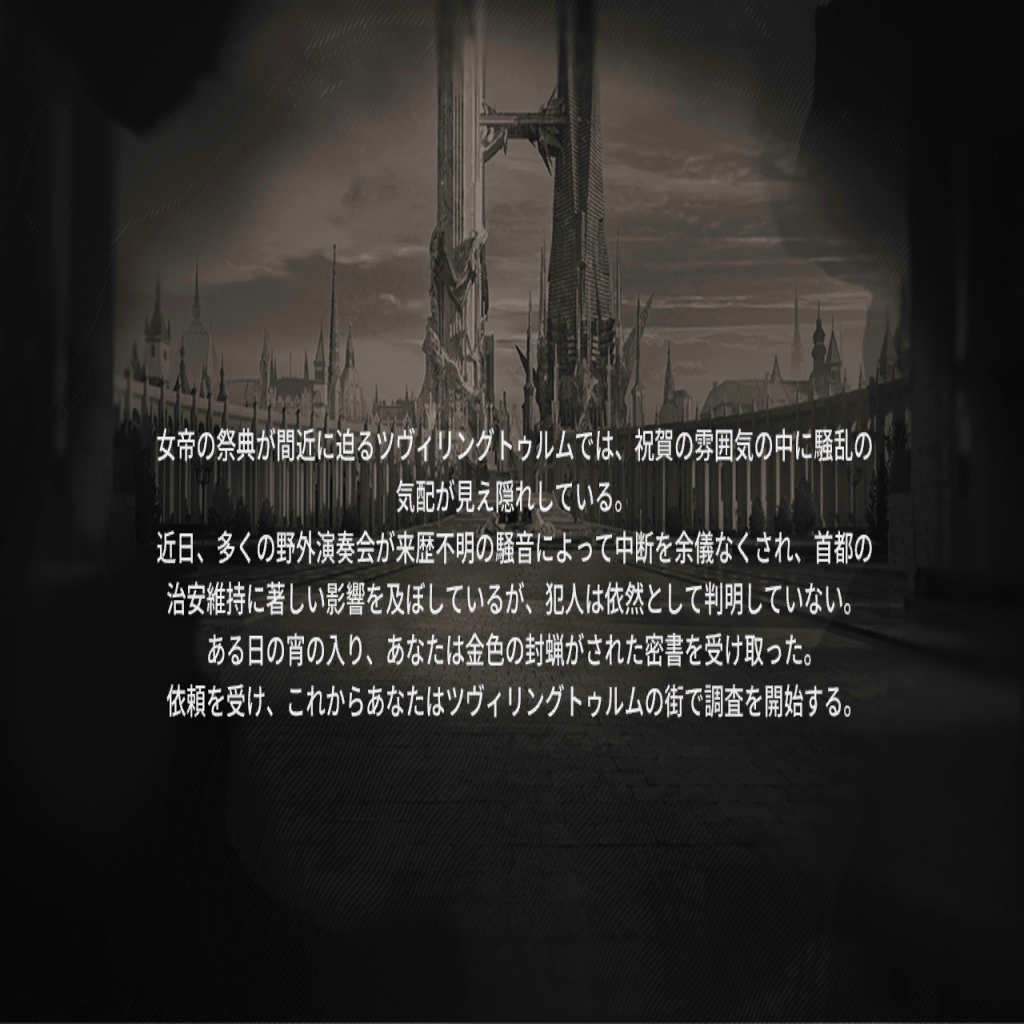 女帝の祭典が間近に迫るツヴィリングトゥルムでは、祝賀の雰囲気の中に騒乱の
気配が見え隠れしている。
近日、多くの野外演奏会が来歴不明の騒音によって中断を余儀なくされ、首都の
治安維持に著しい影響を及ぼしているが、犯人は依然として判明していない。
ある日の宵の入り、あなたは金色の封蝋がされた密書を受け取った。
依頼を受け、これからあなたはツヴィリングトゥルムの街で調査を開始する。